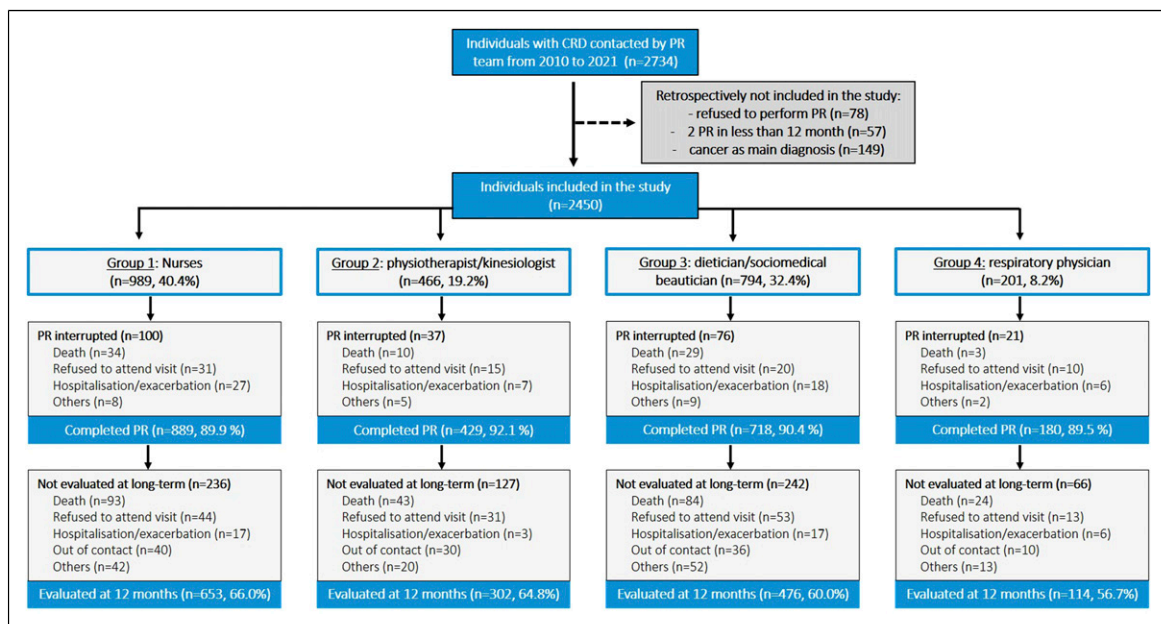 Individuals with CRD contacted by PR
team from 2010 to 2021 (n=2734)
Retrospectively not included in the study:
- refused to perform PR (n=78)
- 2 PR in less than 12 month (n=57)
- cancer as main diagnosis (n=149)
Individuals included in the study
(n=2450)
Group 1: Nurses
(n=989, 40.4%)
PR interrupted (n=100)
Death (n=34)
Refused to attend visit (n=31)
Hospitalisation/exacerbation (n=27)
Others (n=8)
Completed PR (n=889, 89.9 %)
Not evaluated at long-term (n=236)
Death (n=93)
Refused to attend visit (n=44)
Hospitalisation/exacerbation (n=17)
Out of contact (n=40)
Others (n=42)
Evaluated at 12 months (n=653, 66.0%)
Group 2: physiotherapist/kinesiologist
(n=466, 19.2%)
PR interrupted (n=37)
Death (n=10)
Refused to attend visit (n=15)
Hospitalisation/exacerbation (n=7)
Others (n=5)
Completed PR (n=429, 92.1 %)
Not evaluated at long-term (n=127)
Death (n=43)
Refused to attend visit (n=31)
Hospitalisation/exacerbation (n=3)
Out of contact (n=30)
Others (n=20)
Evaluated at 12 months (n=302, 64.8%)
Group 3: dietician/sociomedical
beautician (n=794, 32.4%)
PR interrupted (n=76)
Death (n=29)
Refused to attend visit (n=20)
Hospitalisation/exacerbation (n=18)
Others (n=9)
Completed PR (n=718, 90.4 %)
Not evaluated at long-term (n=242)
Death (n=84)
Refused to attend visit (n=53)
Hospitalisation/exacerbation (n=17)
Out of contact (n=36)
Others (n=52)
Evaluated at 12 months (n=476, 60.0%)
Group 4: respiratory physician
(n=201, 8.2%)
PR interrupted (n=21)
Death (n=3)
Refused to attend visit (n=10)
Hospitalisation/exacerbation (n=6)
Others (n=2)
Completed PR (n=180, 89.5 %)
Not evaluated at long-term (n=66)
Death (n=24)
Refused to attend visit (n=13)
Hospitalisation/exacerbation (n=6)
Out of contact (n=10)
Others (n=13)
Evaluated at 12 months (n=114, 56.7%)